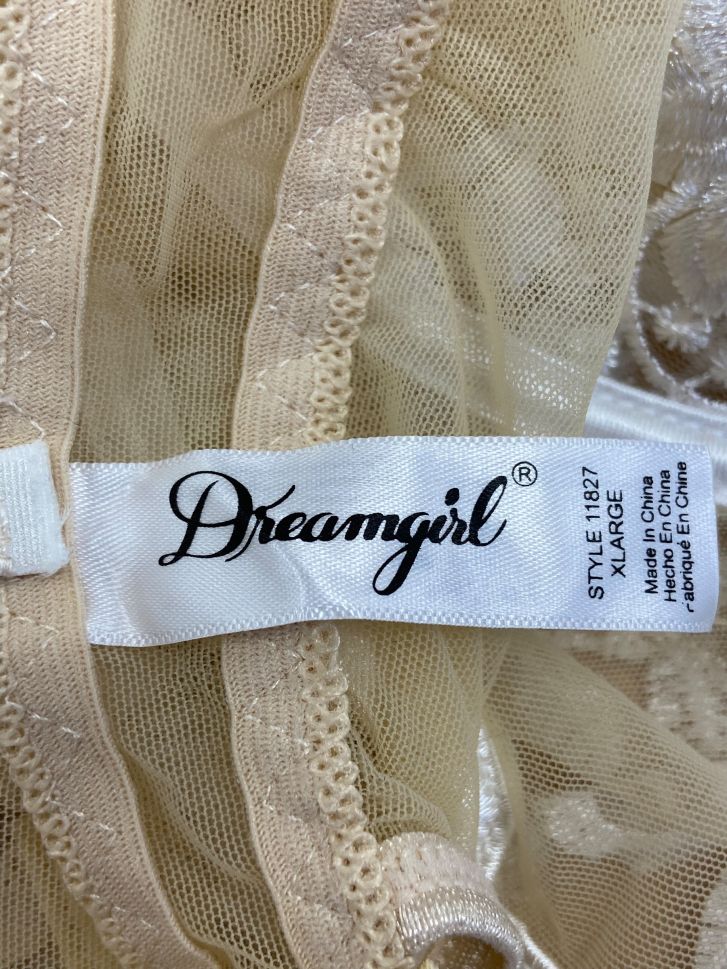 Dreamgirl®
STYLE 11827
XLARGE
Made In China
Hecho En China
Fabriqué En Chine